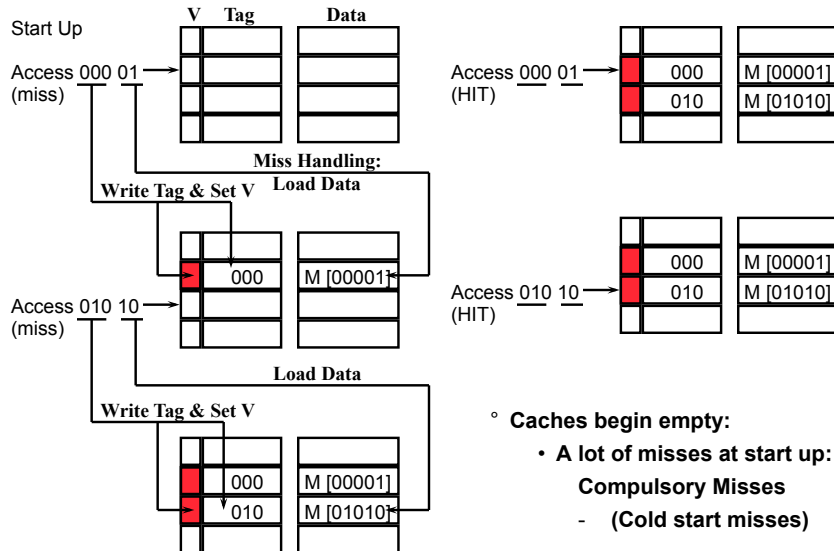 V Tag Data
Start Up
Access 000 01
(miss)
Miss Handling:
Load Data
Write Tag & Set V
000 M [00001]
Access 010 10
(miss)
Load Data
Write Tag & Set V
000 M [00001]
010 M [01010]
Access 000 01
(HIT)
000 M [00001]
010 M [01010]
Access 010 10
(HIT)
000 M [00001]
010 M [01010]
° Caches begin empty:
• A lot of misses at start up:
Compulsory Misses
- (Cold start misses)